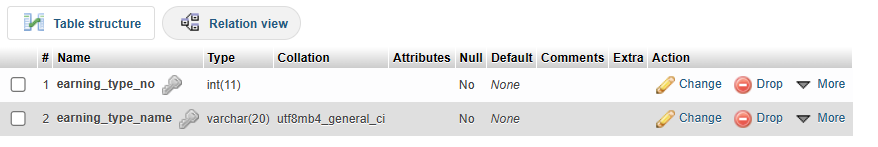 Table structure Relation view
# Name Type Collation Attributes Null Default Comments Extra Action
1 earning_type_no int(11) No None Change Drop More
2 earning_type_name varchar(20) utf8mb4_general_ci No None Change Drop More